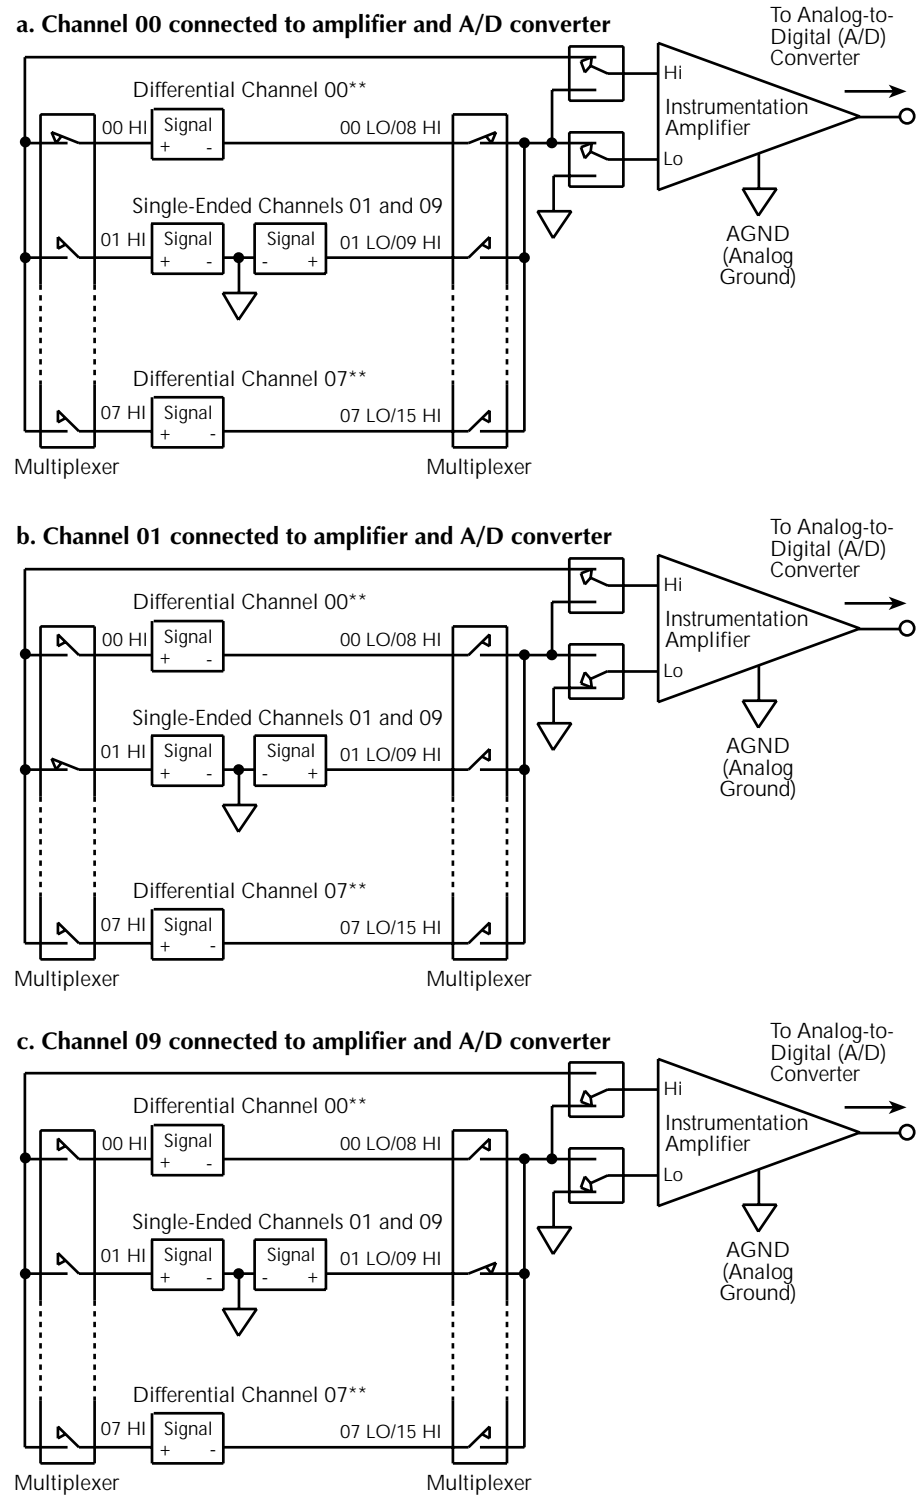 a. Channel 00 connected to amplifier and A/D converter
To Analog-to-
Digital (A/D)
Converter
Differential Channel 00**
Hi
00 HI
Signal
+ -
00 LO/08 HI
Instrumentation
Amplifier
Lo
Single-Ended Channels 01 and 09
01 HI
Signal
+ -
Signal
- +
01 LO/09 HI
AGND
(Analog
Ground)
Differential Channel 07**
07 HI
Signal
+ -
07 LO/15 HI
Multiplexer
Multiplexer
b. Channel 01 connected to amplifier and A/D converter
To Analog-to-
Digital (A/D)
Converter
Differential Channel 00**
Hi
00 HI
Signal
+ -
00 LO/08 HI
Instrumentation
Amplifier
Lo
Single-Ended Channels 01 and 09
01 HI
Signal
+ -
Signal
- +
01 LO/09 HI
AGND
(Analog
Ground)
Differential Channel 07**
07 HI
Signal
+ -
07 LO/15 HI
Multiplexer
Multiplexer
c. Channel 09 connected to amplifier and A/D converter
To Analog-to-
Digital (A/D)
Converter
Differential Channel 00**
Hi
00 HI
Signal
+ -
00 LO/08 HI
Instrumentation
Amplifier
Lo
Single-Ended Channels 01 and 09
01 HI
Signal
+ -
Signal
- +
01 LO/09 HI
AGND
(Analog
Ground)
Differential Channel 07**
07 HI
Signal
+ -
07 LO/15 HI
Multiplexer
Multiplexer